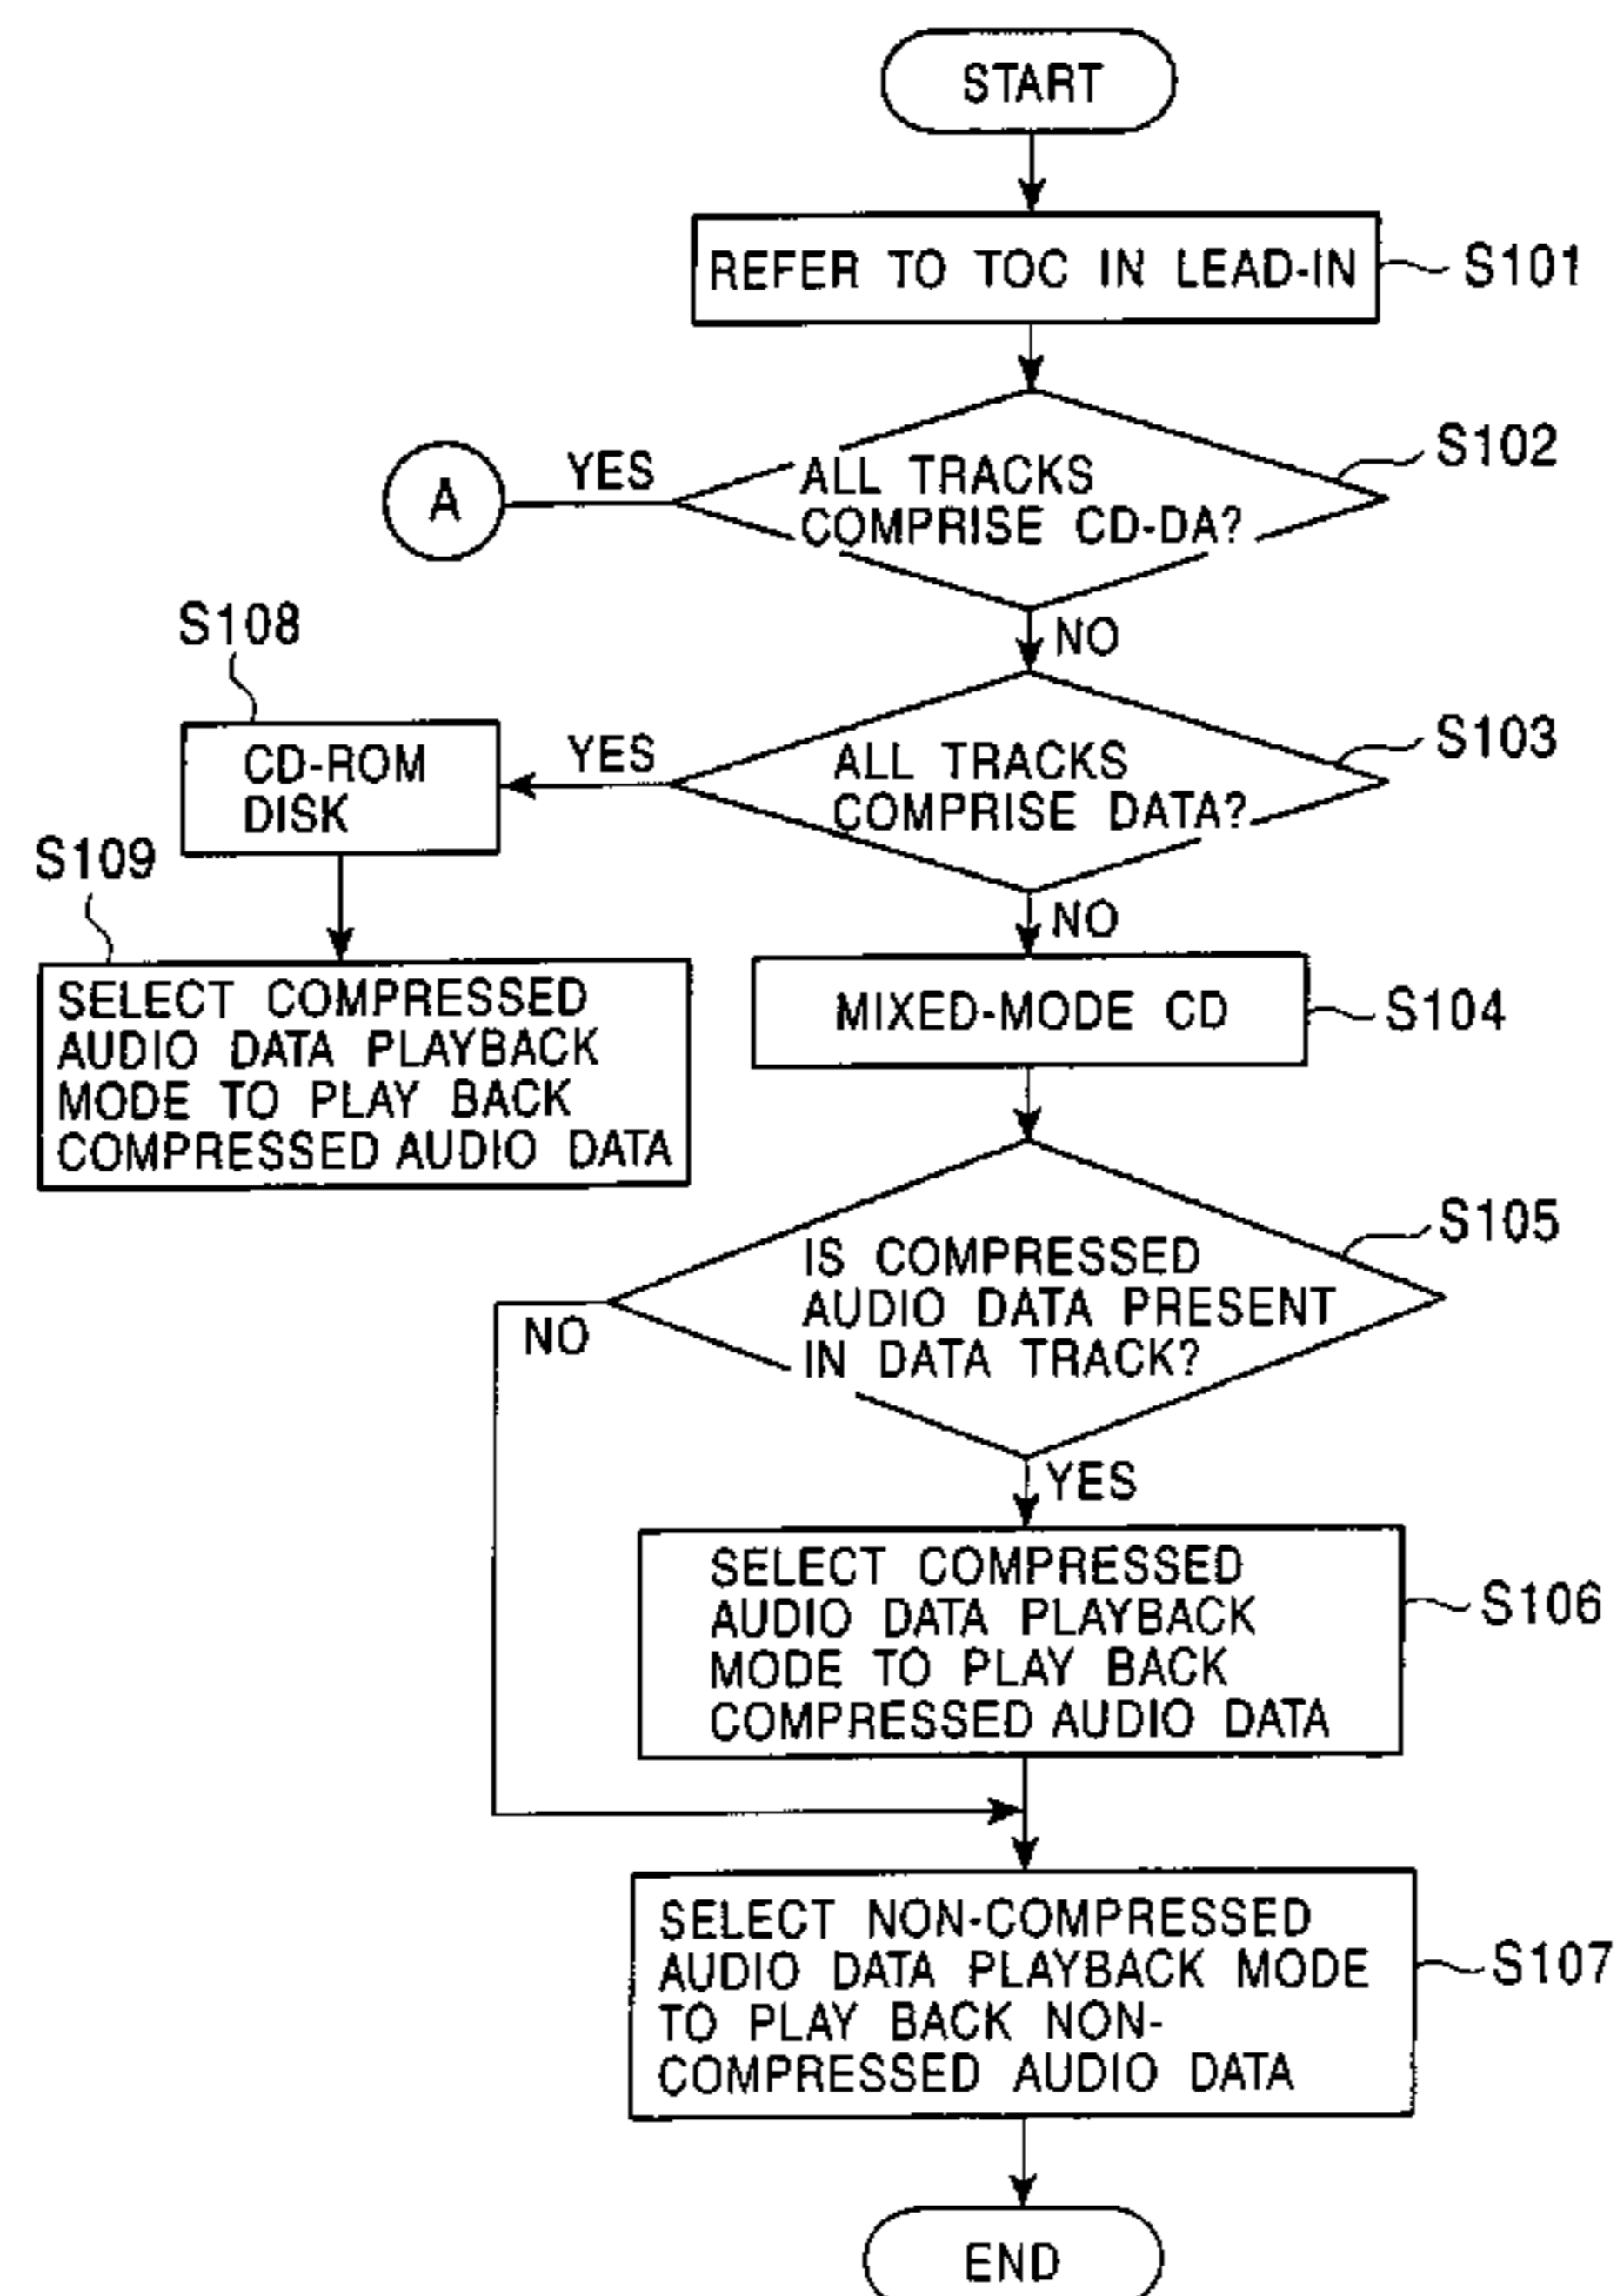 START
REFER TO TOC IN LEAD-IN
S101
S102
YES
A
ALL TRACKS
COMPRISE CD-DA?
NO
S108
S103
CD-ROM
DISK
YES
ALL TRACKS
COMPRISE DATA?
S109
NO
SELECT COMPRESSED
AUDIO DATA PLAYBACK
MODE TO PLAY BACK
COMPRESSED AUDIO DATA
MIXED-MODE CD
S104
S105
IS COMPRESSED
AUDIO DATA PRESENT
IN DATA TRACK?
NO
YES
SELECT COMPRESSED
AUDIO DATA PLAYBACK
MODE TO PLAY BACK
COMPRESSED AUDIO DATA
S106
SELECT NON-COMPRESSED
AUDIO DATA PLAYBACK MODE
TO PLAY BACK NON-
COMPRESSED AUDIO DATA
S107
END